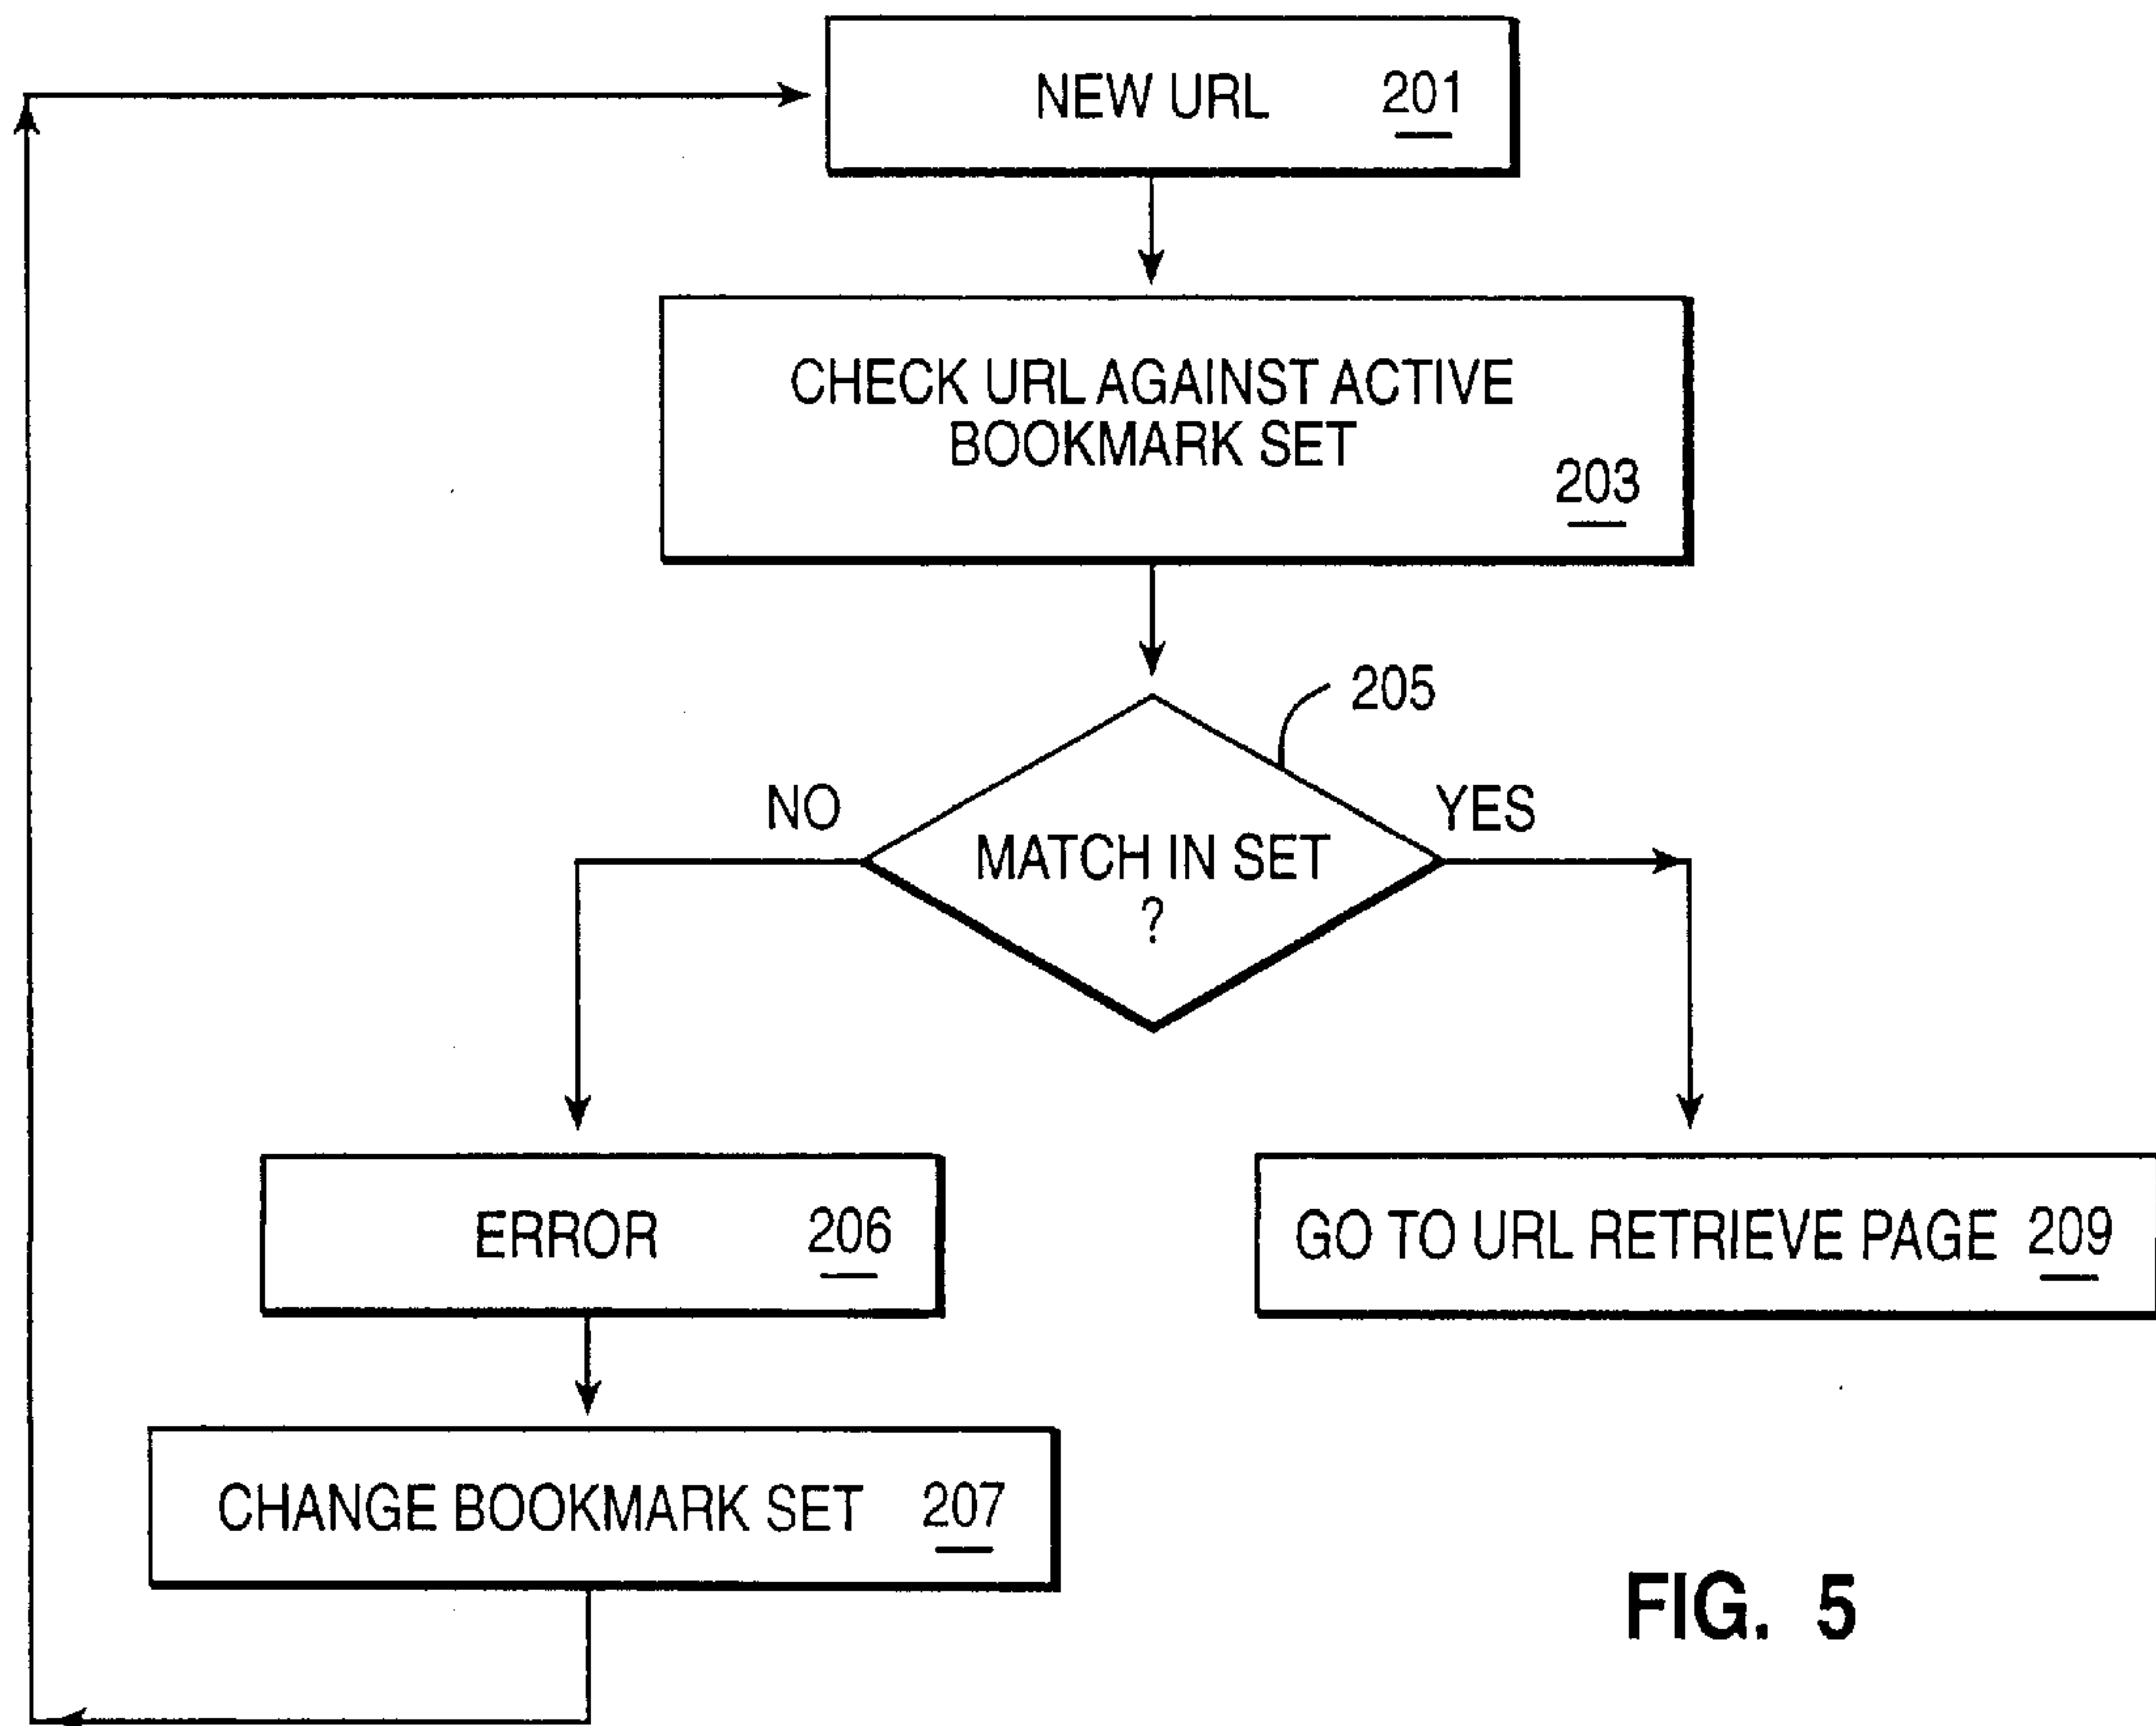 NEW URL 201
CHECK URL AGAINST ACTIVE
BOOKMARK SET
203
205
NO
YES
MATCH IN SET
?
ERROR 206
GO TO URL RETRIEVE PAGE 209
CHANGE BOOKMARK SET 207
FIG. 5